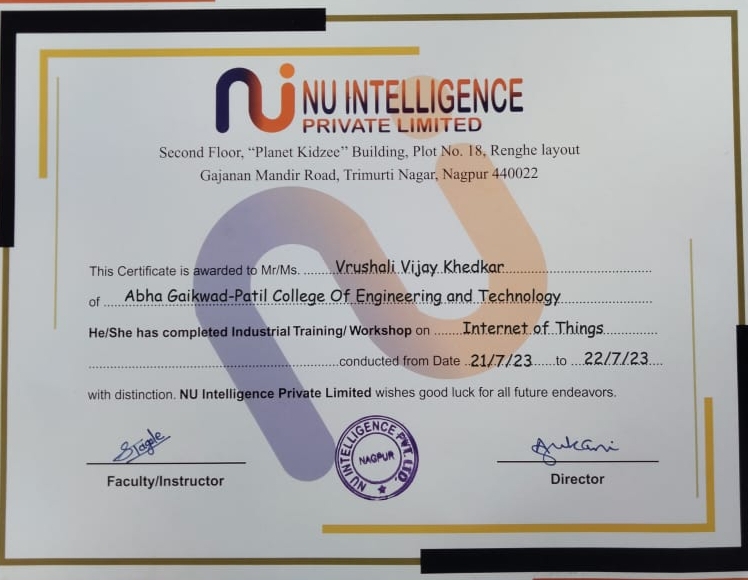 NU INTELLIGENCE
PRIVATE LIMITED
Second Floor, “Planet Kidzee” Building, Plot No. 18, Renghe layout
Gajanan Mandir Road, Trimurti Nagar, Nagpur 440022
This Certificate is awarded to Mr/Ms. ........Vrushali Vijay Khedkar........
of ....Abha Gaikwad-Patil College Of Engineering and Technology....
He/She has completed Industrial Training/ Workshop on .......Internet of Things.......
........conducted from Date ..21/7/23.....to ...22/7/23....
with distinction. NU Intelligence Private Limited wishes good luck for all future endeavors.
NU INTELLIGENCE PVT. LTD.
NAGPUR
Faculty/Instructor
Director